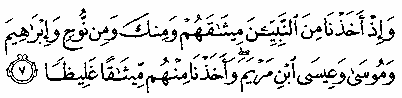 وَإِذْ أَخَذْنَا مِنَ ٱلنَّبِيِّـۧنَ مِيثَـٰقَهُمْ وَمِنكَ وَمِن نُّوحٍ وَإِبْرَٰهِيمَ
وَمُوسَىٰ وَعِيسَى ٱبْنِ مَرْيَمَ ۖ وَأَخَذْنَا مِنْهُم مِّيثَـٰقًا غَلِيظًا ٧